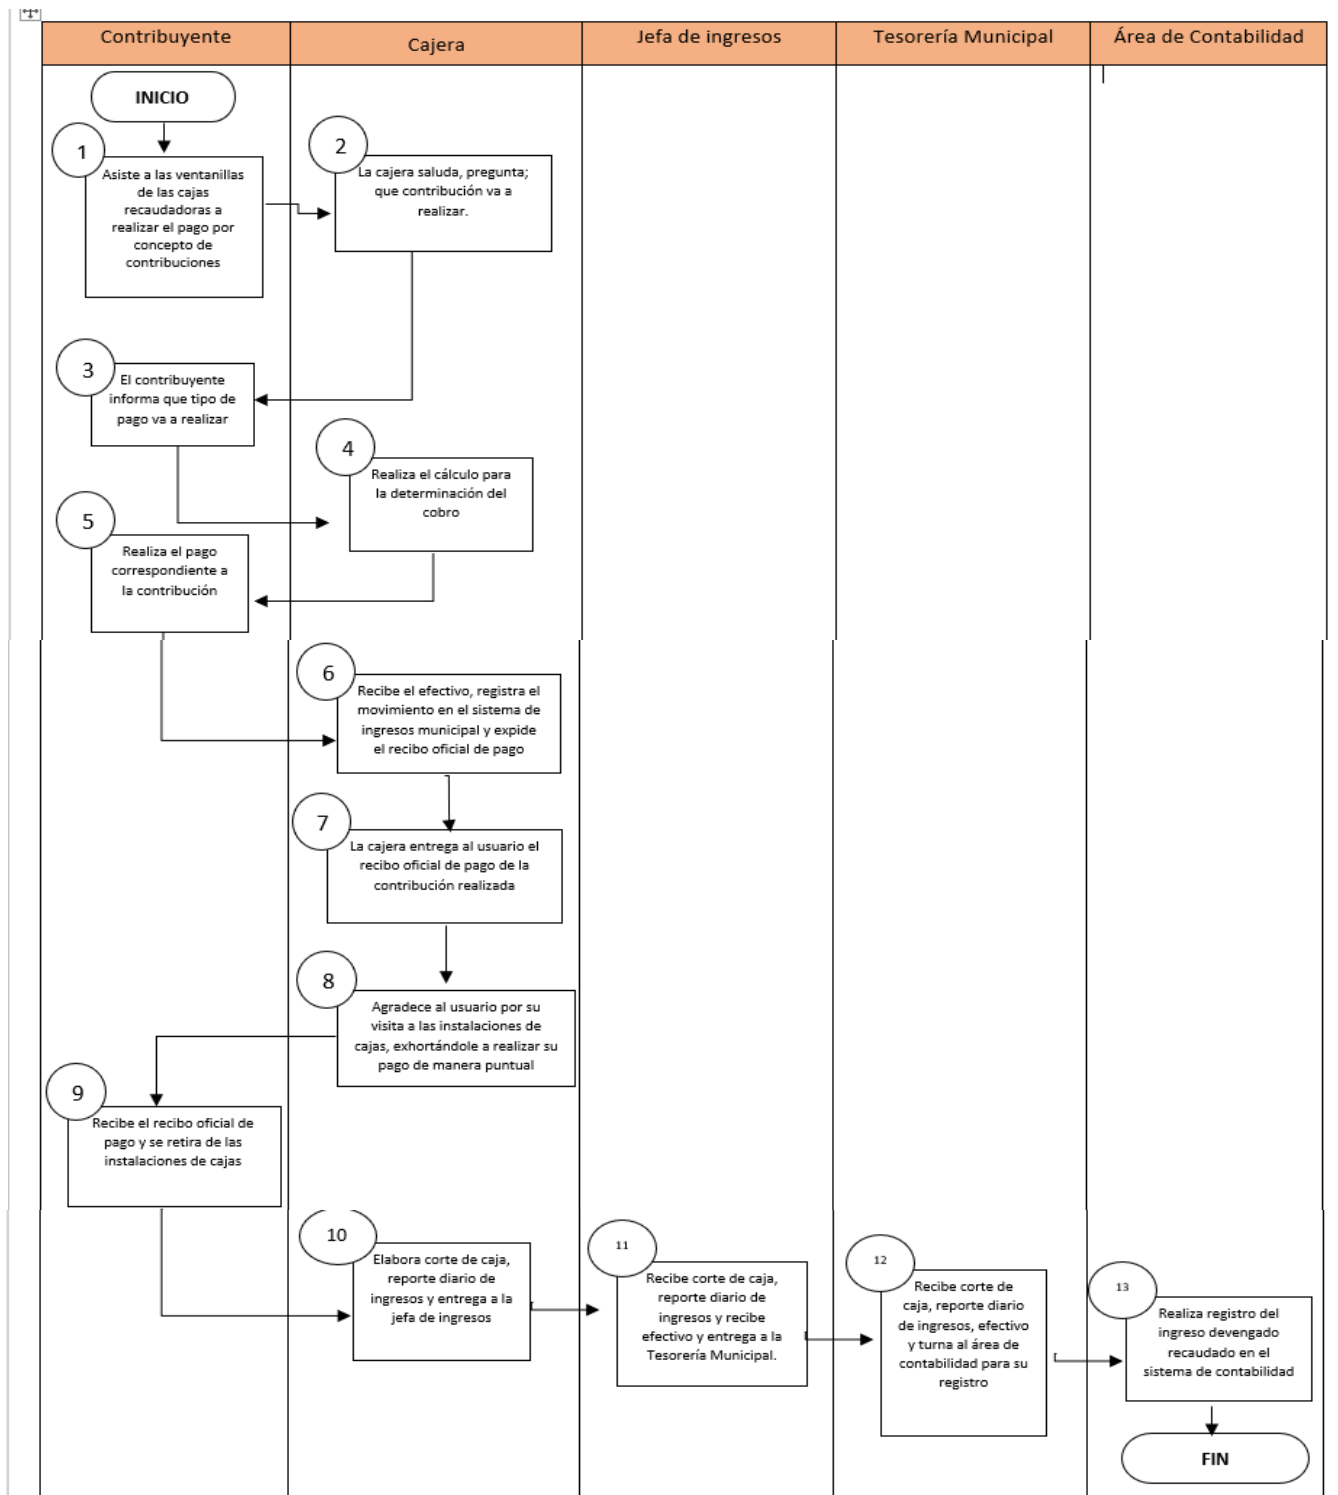 Contribuyente
Cajera
Jefa de ingresos
Tesorería Municipal
Área de Contabilidad
INICIO
1
Asiste a las ventanillas
de las cajas
recaudadoras a
realizar el pago por
concepto de
contribuciones
2
La cajera saluda, pregunta;
que contribución va a
realizar.
3
El contribuyente
informa que tipo de
pago va a realizar
4
Realiza el cálculo para
la determinación del
cobro
5
Realiza el pago
correspondiente a
la contribución
6
Recibe el efectivo, registra el
movimiento en el sistema de
ingresos municipal y expide
el recibo oficial de pago
7
La cajera entrega al usuario el
recibo oficial de pago de la
contribución realizada
8
Agradece al usuario por su
visita a las instalaciones de
cajas, exhortándole a realizar su
pago de manera puntual
9
Recibe el recibo oficial de
pago y se retira de las
instalaciones de cajas
10
Elabora corte de caja,
reporte diario de
ingresos y entrega a la
jefa de ingresos
11
Recibe corte de caja,
reporte diario de
ingresos y recibe
efectivo y entrega a la
Tesorería Municipal.
12
Recibe corte de
caja, reporte diario
de ingresos, efectivo
y turna al área de
contabilidad para su
registro
13
Realiza registro del
ingreso devengado
recaudado en el
sistema de contabilidad
FIN